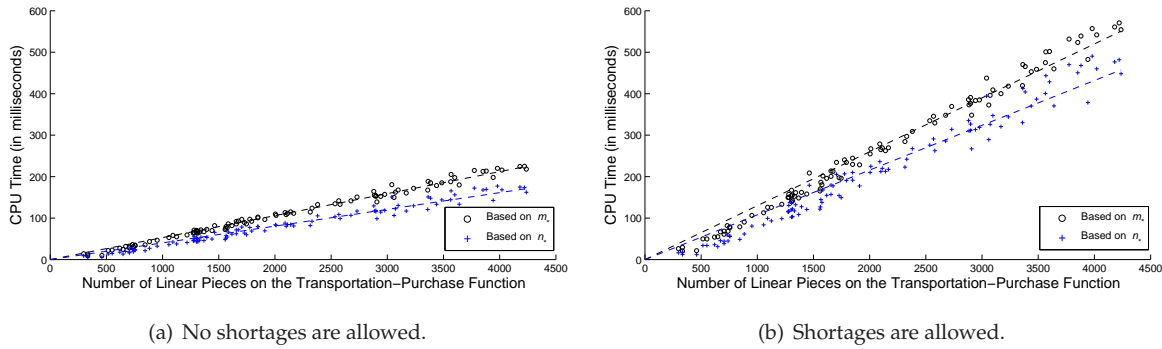 600
500
400
300
200
100
0
0 500 1000 1500 2000 2500 3000 3500 4000 4500
CPU Time (in milliseconds)
Number of Linear Pieces on the Transportation−Purchase Function
Based on m*
Based on n*
(a) No shortages are allowed.
600
500
400
300
200
100
0
0 500 1000 1500 2000 2500 3000 3500 4000 4500
CPU Time (in milliseconds)
Number of Linear Pieces on the Transportation−Purchase Function
Based on m*
Based on n*
(b) Shortages are allowed.